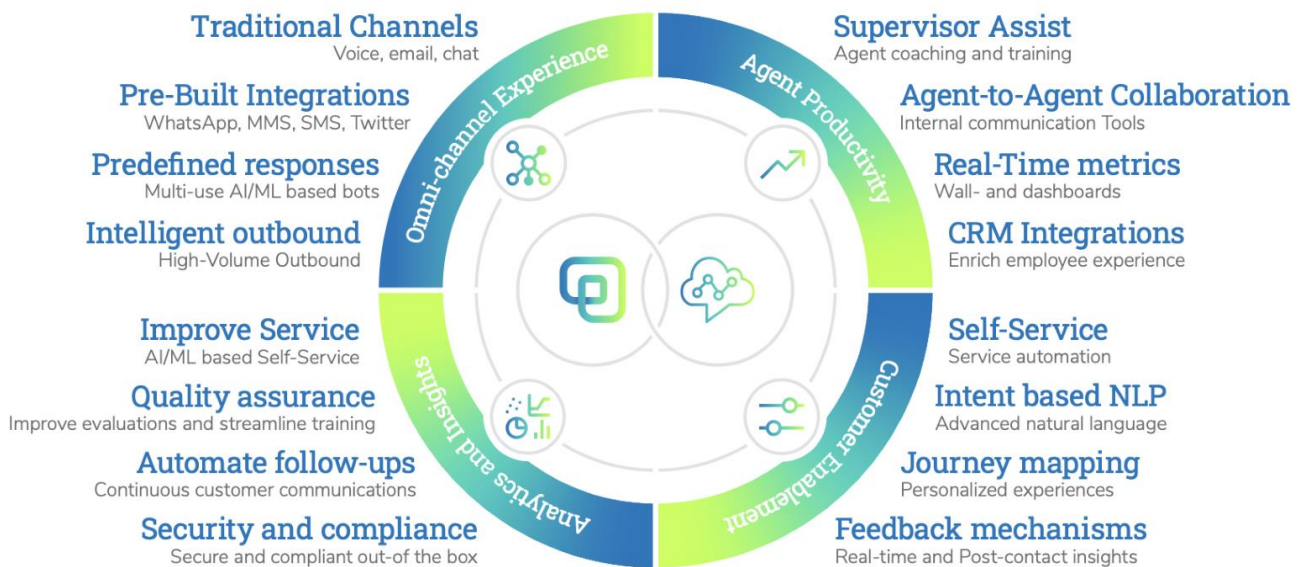 Traditional Channels
Voice, email, chat
Pre-Built Integrations
WhatsApp, MMS, SMS, Twitter
Predefined responses
Multi-use AI/ML based bots
Intelligent outbound
High-Volume Outbound
Omni-channel Experience
Agent Productivity
Supervisor Assist
Agent coaching and training
Agent-to-Agent Collaboration
Internal communication Tools
Real-Time metrics
Wall- and dashboards
CRM Integrations
Enrich employee experience
Improve Service
AI/ML based Self-Service
Quality assurance
Improve evaluations and streamline training
Automate follow-ups
Continuous customer communications
Security and compliance
Secure and compliant out-of the box
Analytics and Insights
Customer Enablement
Self-Service
Service automation
Intent based NLP
Advanced natural language
Journey mapping
Personalized experiences
Feedback mechanisms
Real-time and Post-contact insights